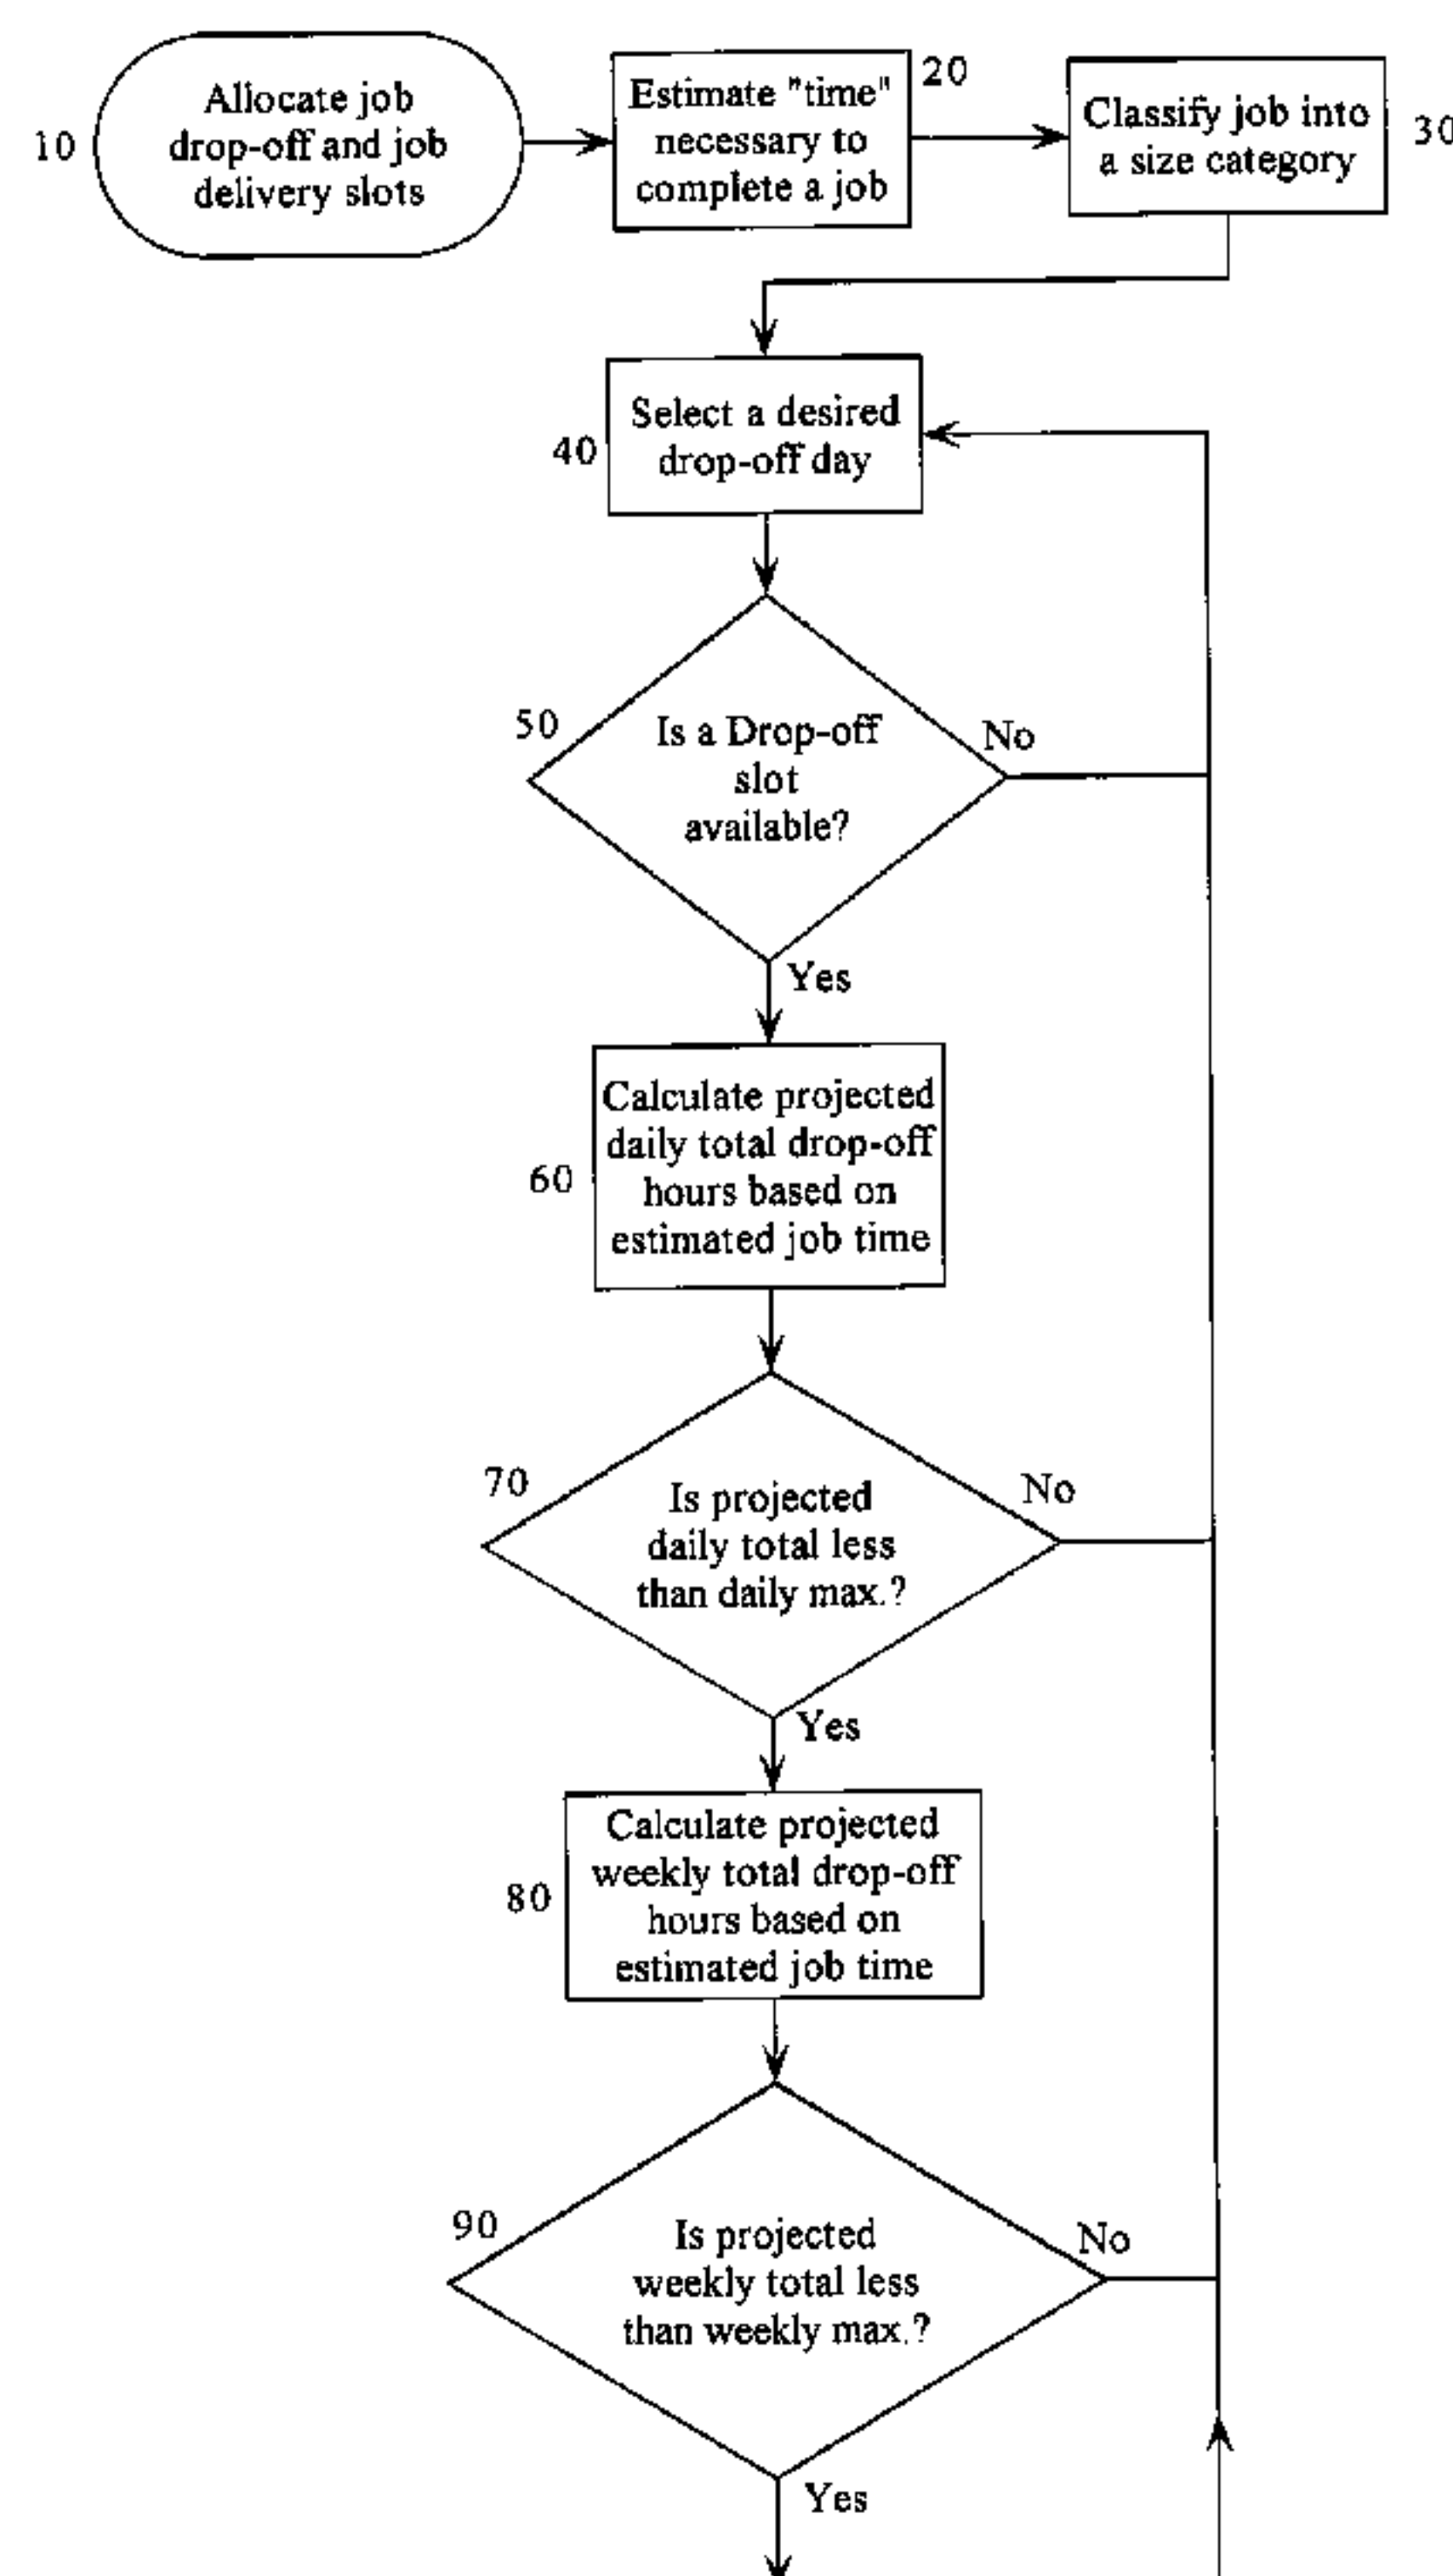 10
Allocate job
drop-off and job
delivery slots
Estimate "time"
necessary to
complete a job
20
Classify job into
a size category
30
40
Select a desired
drop-off day
50
Is a Drop-off
slot
available?
No
Yes
60
Calculate projected
daily total drop-off
hours based on
estimated job time
70
Is projected
daily total less
than daily max.?
No
Yes
80
Calculate projected
weekly total drop-off
hours based on
estimated job time
90
Is projected
weekly total less
than weekly max.?
No
Yes